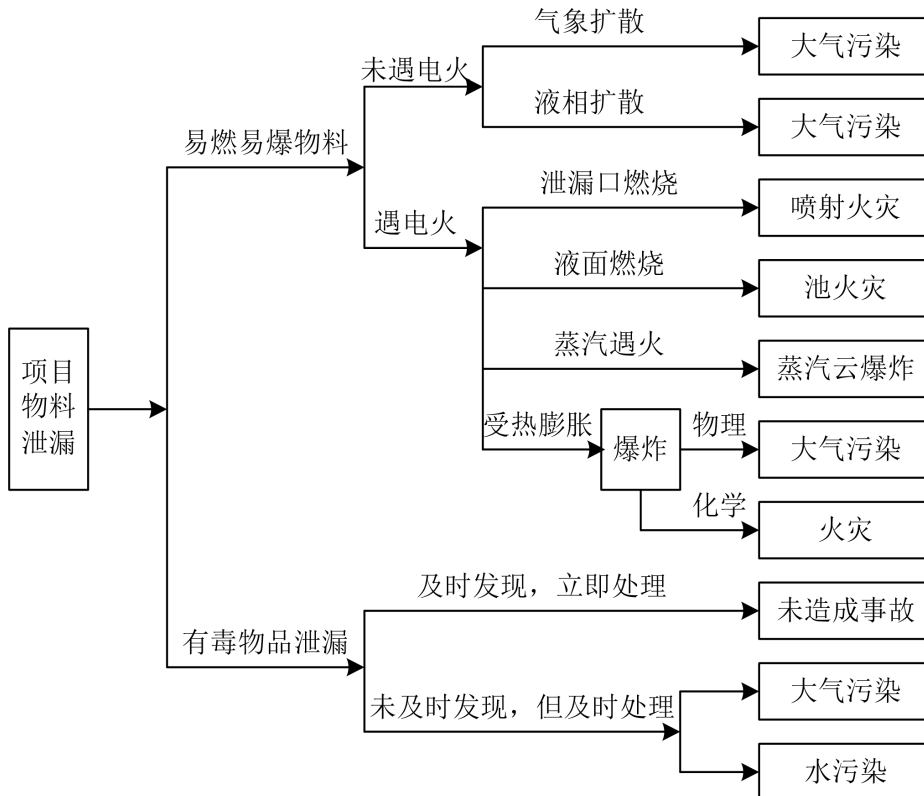 气象扩散
大气污染
未遇电火
液相扩散
大气污染
易燃易爆物料
泄漏口燃烧
喷射火灾
遇电火
液面燃烧
池火灾
蒸汽遇火
蒸汽云爆炸
项目
物料
泄漏
受热膨胀
爆炸
物理
大气污染
化学
火灾
及时发现，立即处理
未造成事故
有毒物品泄漏
大气污染
未及时发现，但及时处理
水污染